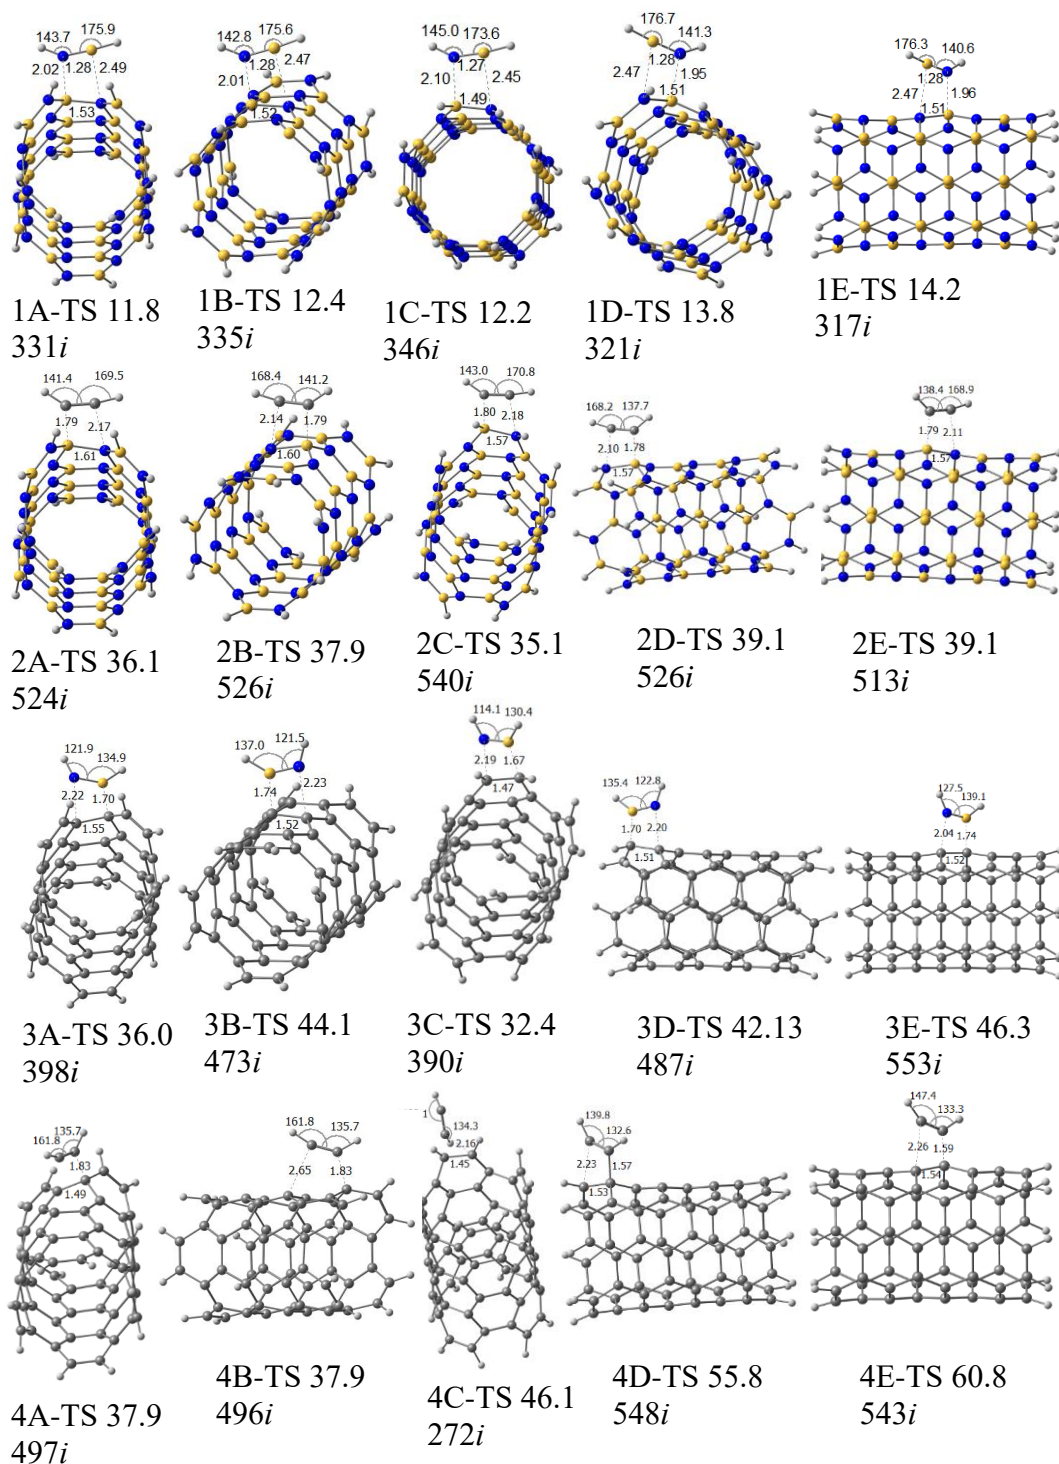 143.7 175.9
2.02 1.28 2.49
1.53
142.8 175.6
2.01 1.28 2.47
1.52
145.0 173.6
1.27
2.10 2.45
1.49
176.7 141.3
1.28
2.47 1.95
1.51
176.3 140.6
1.28
2.47 1.96
1.51
1A-TS 11.8
331i
1B-TS 12.4
335i
1C-TS 12.2
346i
1D-TS 13.8
321i
1E-TS 14.2
317i
141.4 169.5
1.79 2.17
1.61
168.4 141.2
2.14 1.79
1.60
143.0 170.8
1.80 2.18
1.57
168.2 137.7
2.10 1.78
1.57
138.4 168.9
1.79 2.11
1.57
2A-TS 36.1
524i
2B-TS 37.9
526i
2C-TS 35.1
540i
2D-TS 39.1
526i
2E-TS 39.1
513i
121.9 134.9
2.22 1.70
1.55
137.0 121.5
1.74 2.23
1.52
114.1 130.4
2.19 1.67
1.47
135.4 122.8
1.70 2.20
1.51
127.5 139.1
2.04 1.74
1.52
3A-TS 36.0
398i
3B-TS 44.1
473i
3C-TS 32.4
390i
3D-TS 42.13
487i
3E-TS 46.3
553i
161.8 135.7
1.83
1.49
161.8 135.7
2.65 1.83
1
134.3
2.16
1.45
139.8 132.6
2.23 1.57
1.53
147.4 133.3
2.26 1.59
1.54
4A-TS 37.9
497i
4B-TS 37.9
496i
4C-TS 46.1
272i
4D-TS 55.8
548i
4E-TS 60.8
543i